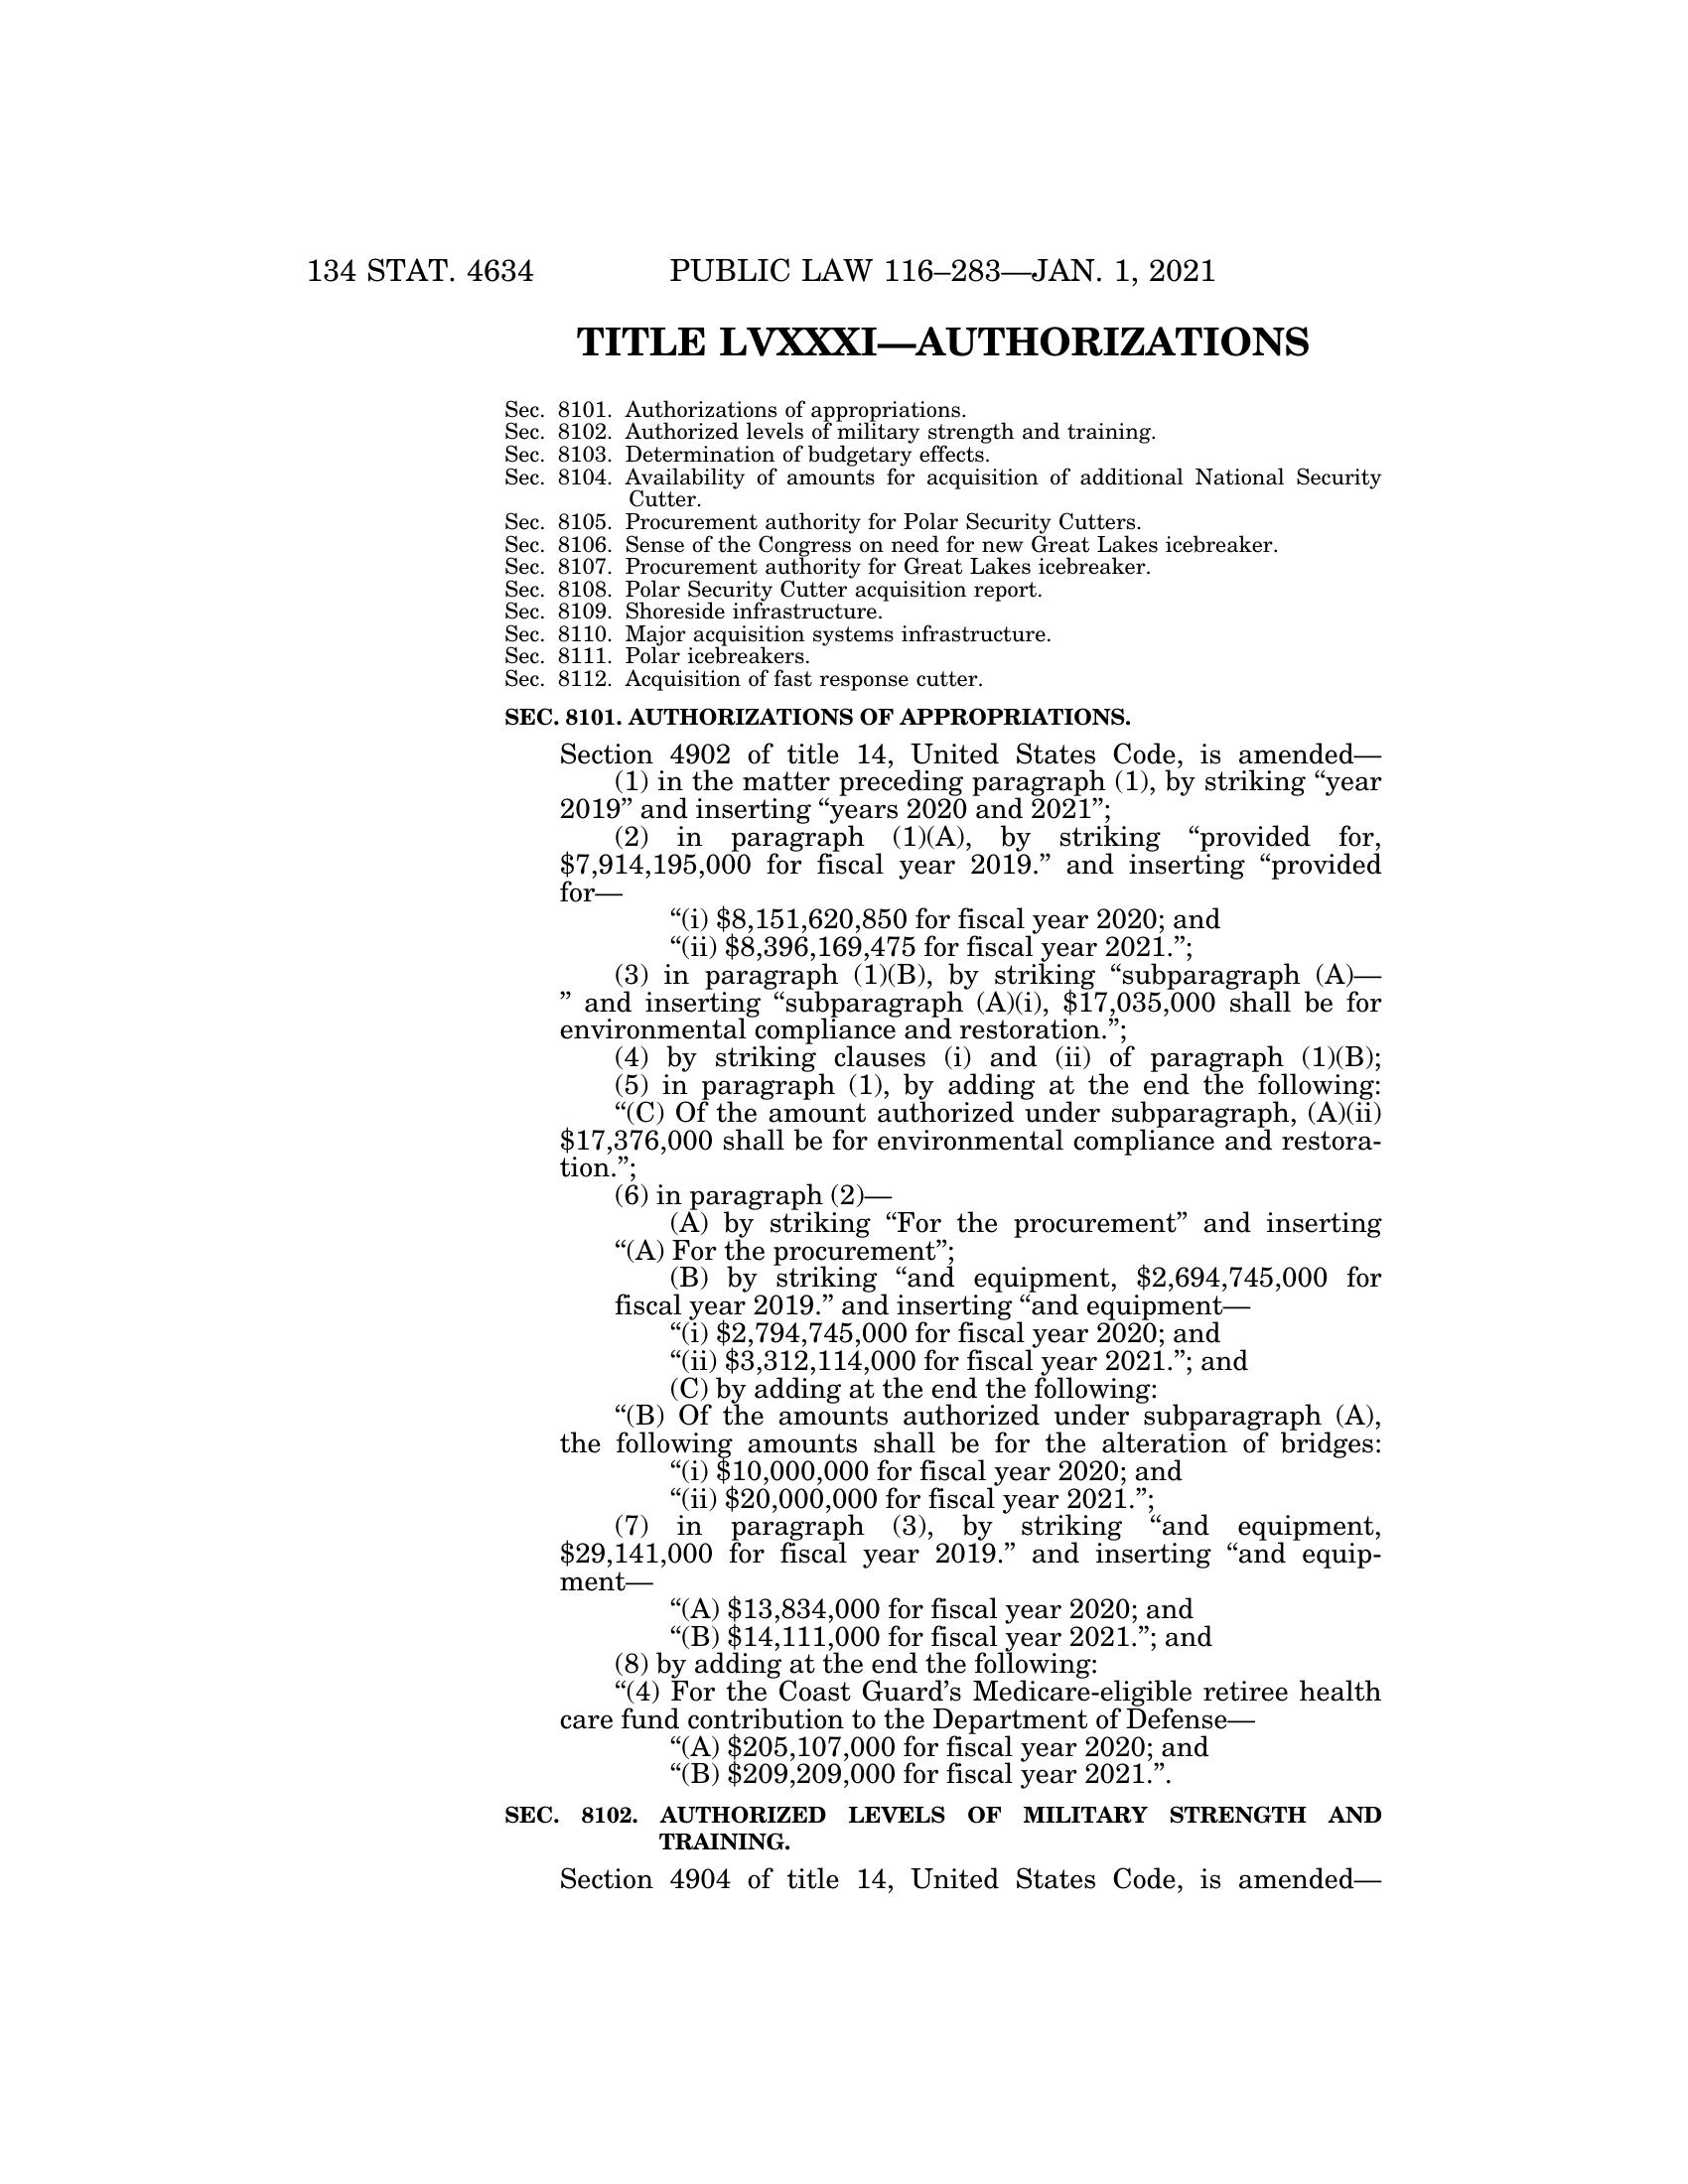 134 STAT. 4634 PUBLIC LAW 116–283—JAN. 1, 2021
TITLE LVXXXI—AUTHORIZATIONS
Sec. 8101. Authorizations of appropriations.
Sec. 8102. Authorized levels of military strength and training.
Sec. 8103. Determination of budgetary effects.
Sec. 8104. Availability of amounts for acquisition of additional National Security
Cutter.
Sec. 8105. Procurement authority for Polar Security Cutters.
Sec. 8106. Sense of the Congress on need for new Great Lakes icebreaker.
Sec. 8107. Procurement authority for Great Lakes icebreaker.
Sec. 8108. Polar Security Cutter acquisition report.
Sec. 8109. Shoreside infrastructure.
Sec. 8110. Major acquisition systems infrastructure.
Sec. 8111. Polar icebreakers.
Sec. 8112. Acquisition of fast response cutter.
SEC. 8101. AUTHORIZATIONS OF APPROPRIATIONS.
Section 4902 of title 14, United States Code, is amended—
(1) in the matter preceding paragraph (1), by striking “year
2019” and inserting “years 2020 and 2021”;
(2) in paragraph (1)(A), by striking “provided for,
$7,914,195,000 for fiscal year 2019.” and inserting “provided
for—
“(i) $8,151,620,850 for fiscal year 2020; and
“(ii) $8,396,169,475 for fiscal year 2021.”;
(3) in paragraph (1)(B), by striking “subparagraph (A)—
” and inserting “subparagraph (A)(i), $17,035,000 shall be for
environmental compliance and restoration.”;
(4) by striking clauses (i) and (ii) of paragraph (1)(B);
(5) in paragraph (1), by adding at the end the following:
“(C) Of the amount authorized under subparagraph, (A)(ii)
$17,376,000 shall be for environmental compliance and restora-
tion.”;
(6) in paragraph (2)—
(A) by striking “For the procurement” and inserting
“(A) For the procurement”;
(B) by striking “and equipment, $2,694,745,000 for
fiscal year 2019.” and inserting “and equipment—
“(i) $2,794,745,000 for fiscal year 2020; and
“(ii) $3,312,114,000 for fiscal year 2021.”; and
(C) by adding at the end the following:
“(B) Of the amounts authorized under subparagraph (A),
the following amounts shall be for the alteration of bridges:
“(i) $10,000,000 for fiscal year 2020; and
“(ii) $20,000,000 for fiscal year 2021.”;
(7) in paragraph (3), by striking “and equipment,
$29,141,000 for fiscal year 2019.” and inserting “and equip-
ment—
“(A) $13,834,000 for fiscal year 2020; and
“(B) $14,111,000 for fiscal year 2021.”; and
(8) by adding at the end the following:
“(4) For the Coast Guard’s Medicare-eligible retiree health
care fund contribution to the Department of Defense—
“(A) $205,107,000 for fiscal year 2020; and
“(B) $209,209,000 for fiscal year 2021.”.
SEC. 8102. AUTHORIZED LEVELS OF MILITARY STRENGTH AND
TRAINING.
Section 4904 of title 14, United States Code, is amended—